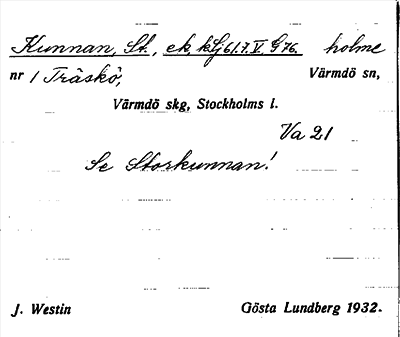 Kunnan, St., ek. kbl 61.7.V. G76. holme
nr 1 Träskö, Värmdö sn,
Värmdö skg, Stockholms l.
Va 21
Se Storkunnan!
J. Westin Gösta Lundberg 1932.